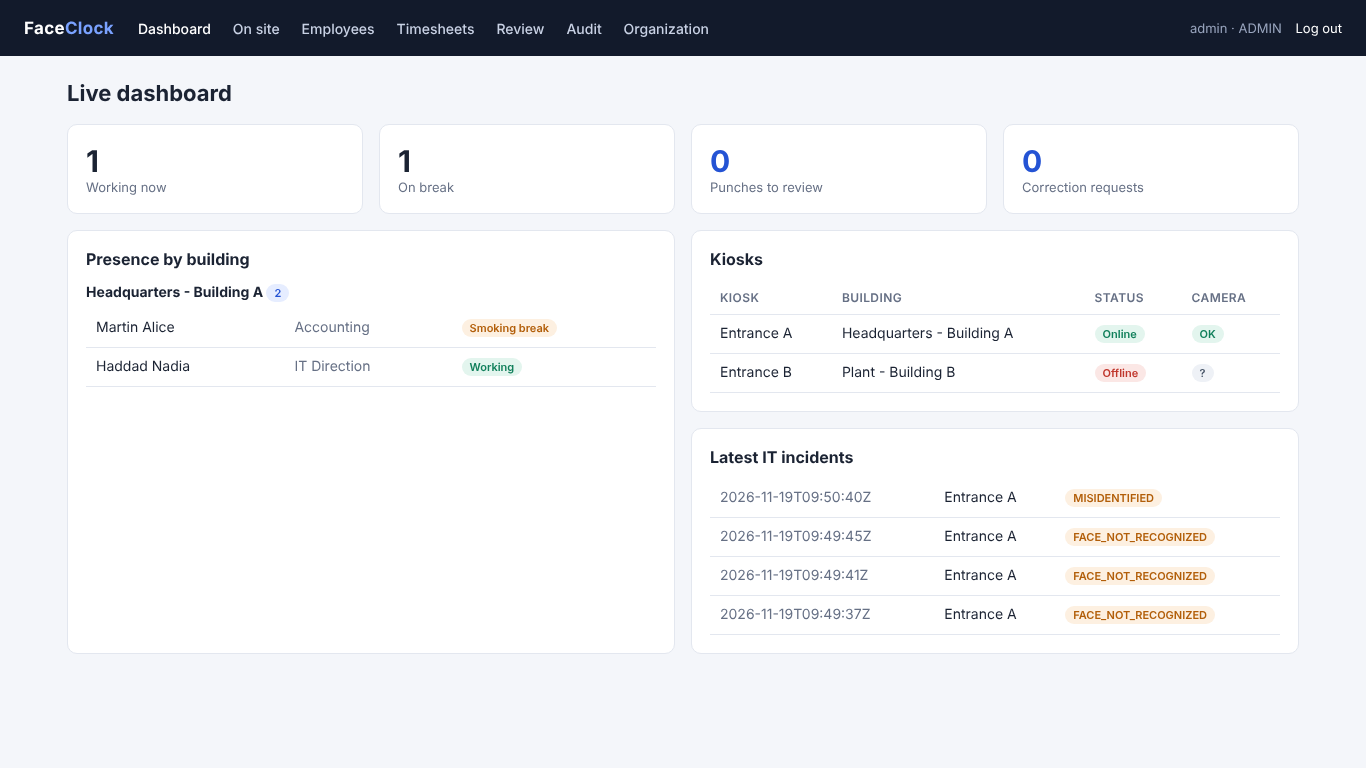 FaceClock Dashboard On site Employees Timesheets Review Audit Organization admin · ADMIN Log out
Live dashboard
1
Working now
1
On break
0
Punches to review
0
Correction requests
Presence by building
Headquarters - Building A 2
Martin Alice Accounting Smoking break
Haddad Nadia IT Direction Working
Kiosks
KIOSK BUILDING STATUS CAMERA
Entrance A Headquarters - Building A Online OK
Entrance B Plant - Building B Offline ?
Latest IT incidents
2026-11-19T09:50:40Z Entrance A MISIDENTIFIED
2026-11-19T09:49:45Z Entrance A FACE_NOT_RECOGNIZED
2026-11-19T09:49:41Z Entrance A FACE_NOT_RECOGNIZED
2026-11-19T09:49:37Z Entrance A FACE_NOT_RECOGNIZED